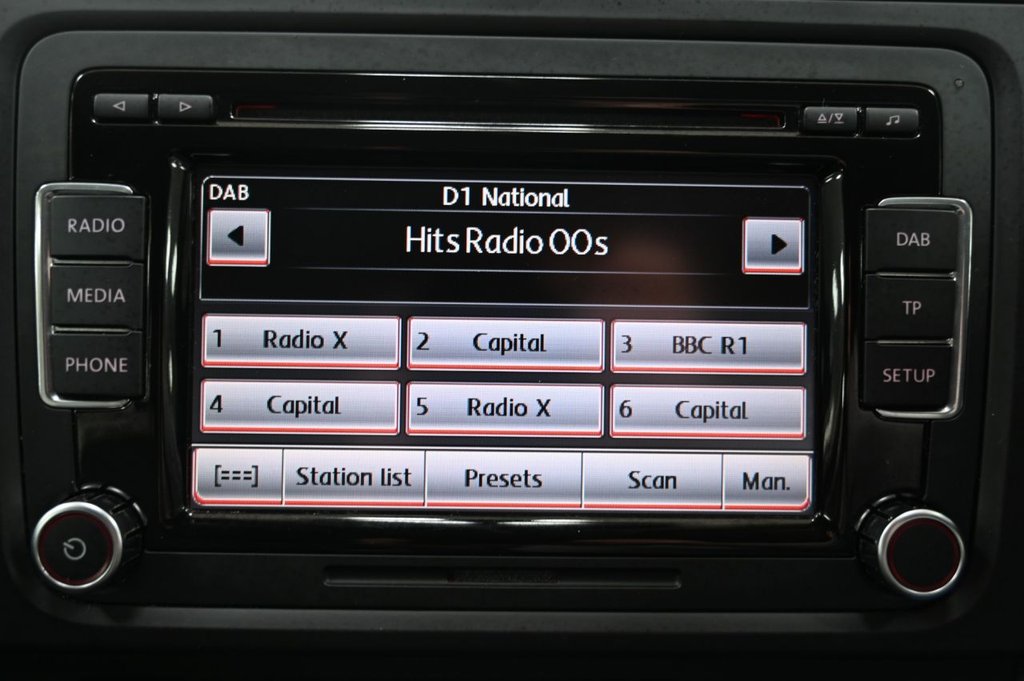 RADIO
MEDIA
PHONE
DAB
D1 National
Hits Radio 00s
1 Radio X
2 Capital
3 BBC R1
4 Capital
5 Radio X
6 Capital
[===] Station list Presets Scan Man.
DAB
TP
SETUP